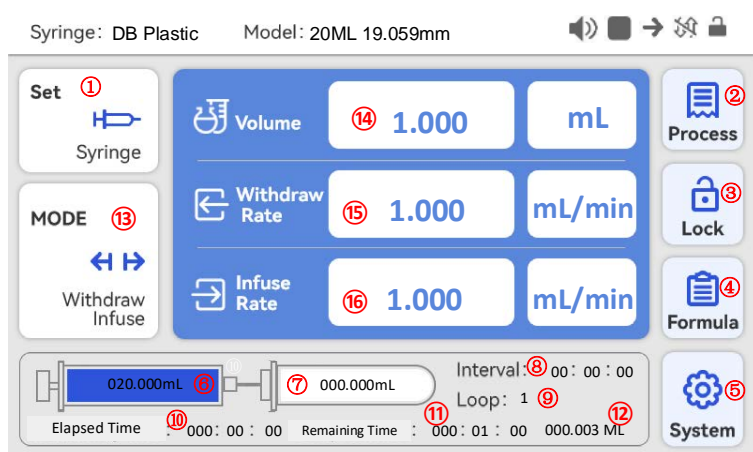 Syringe: DB Plastic Model: 20ML 19.059mm
Set ①
Syringe
MODE ⑬
Withdraw
Infuse
Volume ⑭ 1.000 mL
Withdraw
Rate ⑮ 1.000 mL/min
Infuse
Rate ⑯ 1.000 mL/min
②
Process
③
Lock
④
Formula
⑤
System
020.000mL ⑥ ⑩ ⑦ 000.000mL
Interval: ⑧ 00: 00: 00
Loop: 1 ⑨
Elapsed Time ⑩ : 000: 00: 00 Remaining Time : ⑪ 000: 01: 00 ⑫ 000.003 ML